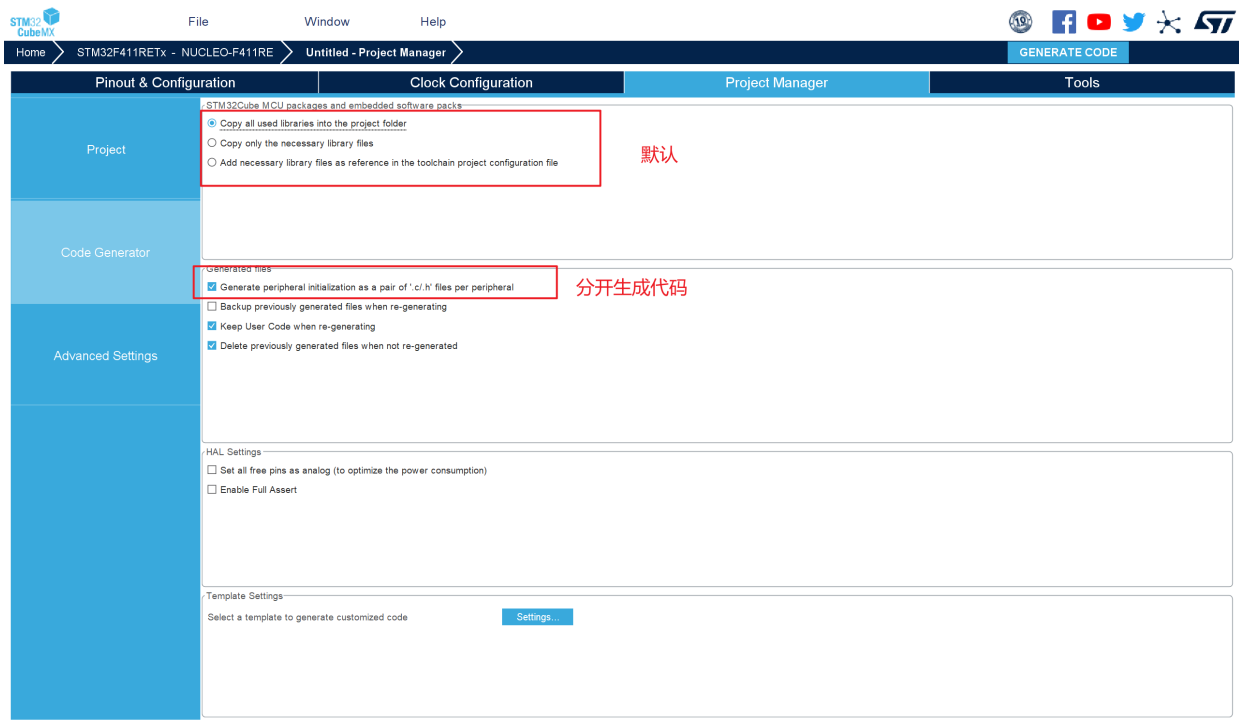 STM32
CubeMX
File
Window
Help
19
Home
STM32F411RETx - NUCLEO-F411RE
Untitled - Project Manager
GENERATE CODE
Pinout & Configuration
Clock Configuration
Project Manager
Tools
Project
Code Generator
Advanced Settings
STM32Cube MCU packages and embedded software packs
Copy all used libraries into the project folder
Copy only the necessary library files
Add necessary library files as reference in the toolchain project configuration file
默认
Generated files
Generate peripheral initialization as a pair of '.c/.h' files per peripheral
分开生成代码
Backup previously generated files when re-generating
Keep User Code when re-generating
Delete previously generated files when not re-generated
HAL Settings
Set all free pins as analog (to optimize the power consumption)
Enable Full Assert
Template Settings
Select a template to generate customized code
Settings...